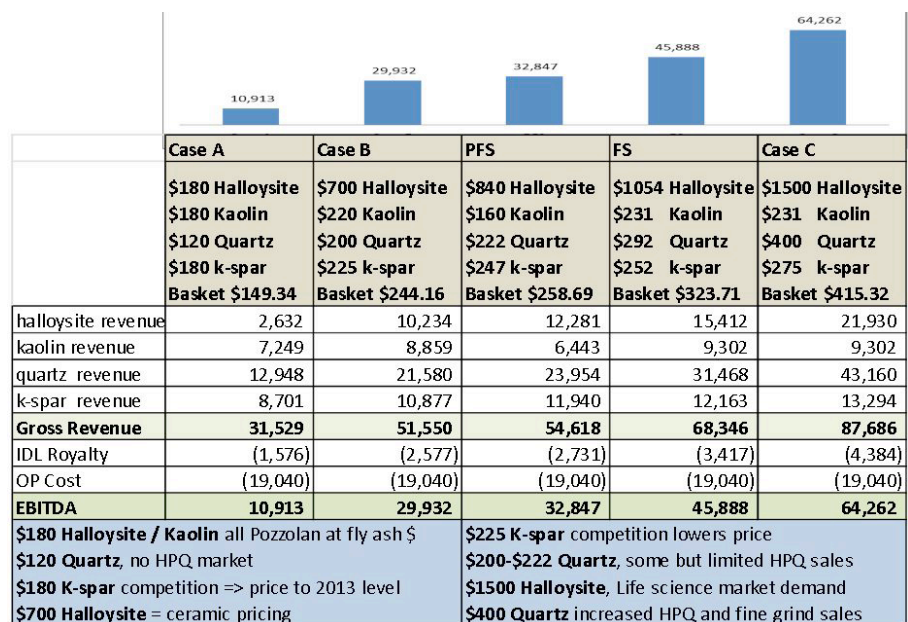 64,262
45,888
32,847
29,932
10,913
Case A Case B PFS FS Case C
$180 Halloysite $700 Halloysite $840 Halloysite $1054 Halloysite $1500 Halloysite
$180 Kaolin $220 Kaolin $160 Kaolin $231 Kaolin $231 Kaolin
$120 Quartz $200 Quartz $222 Quartz $292 Quartz $400 Quartz
$180 k-spar $225 k-spar $247 k-spar $252 k-spar $275 k-spar
Basket $149.34 Basket $244.16 Basket $258.69 Basket $323.71 Basket $415.32
halloysite revenue 2,632 10,234 12,281 15,412 21,930
kaolin revenue 7,249 8,859 6,443 9,302 9,302
quartz revenue 12,948 21,580 23,954 31,468 43,160
k-spar revenue 8,701 10,877 11,940 12,163 13,294
Gross Revenue 31,529 51,550 54,618 68,346 87,686
IDL Royalty (1,576) (2,577) (2,731) (3,417) (4,384)
OP Cost (19,040) (19,040) (19,040) (19,040) (19,040)
EBITDA 10,913 29,932 32,847 45,888 64,262
$180 Halloysite / Kaolin all Pozzolan at fly ash $ $225 K-spar competition lowers price
$120 Quartz, no HPQ market $200-$222 Quartz, some but limited HPQ sales
$180 K-spar competition => price to 2013 level $1500 Halloysite, Life science market demand
$700 Halloysite = ceramic pricing $400 Quartz increased HPQ and fine grind sales